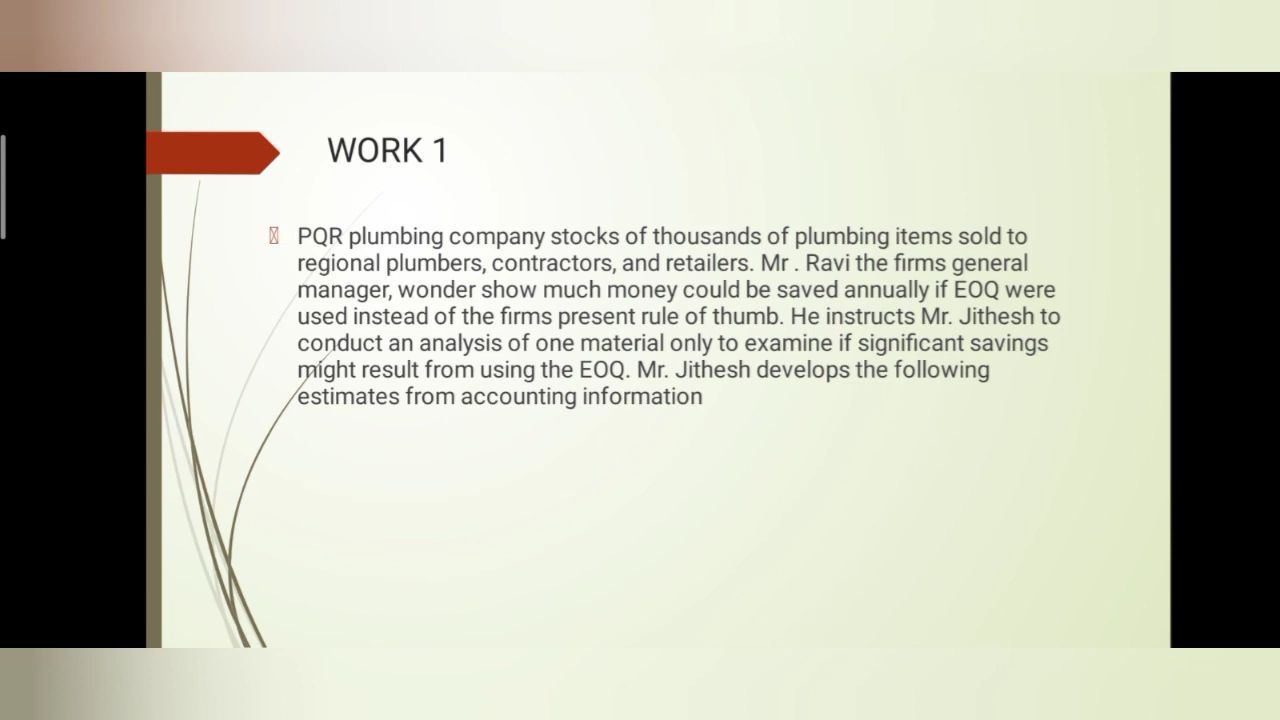 WORK 1
PQR plumbing company stocks of thousands of plumbing items sold to
regional plumbers, contractors, and retailers. Mr . Ravi the firms general
manager, wonder show much money could be saved annually if EOQ were
used instead of the firms present rule of thumb. He instructs Mr. Jithesh to
conduct an analysis of one material only to examine if significant savings
might result from using the EOQ. Mr. Jithesh develops the following
estimates from accounting information